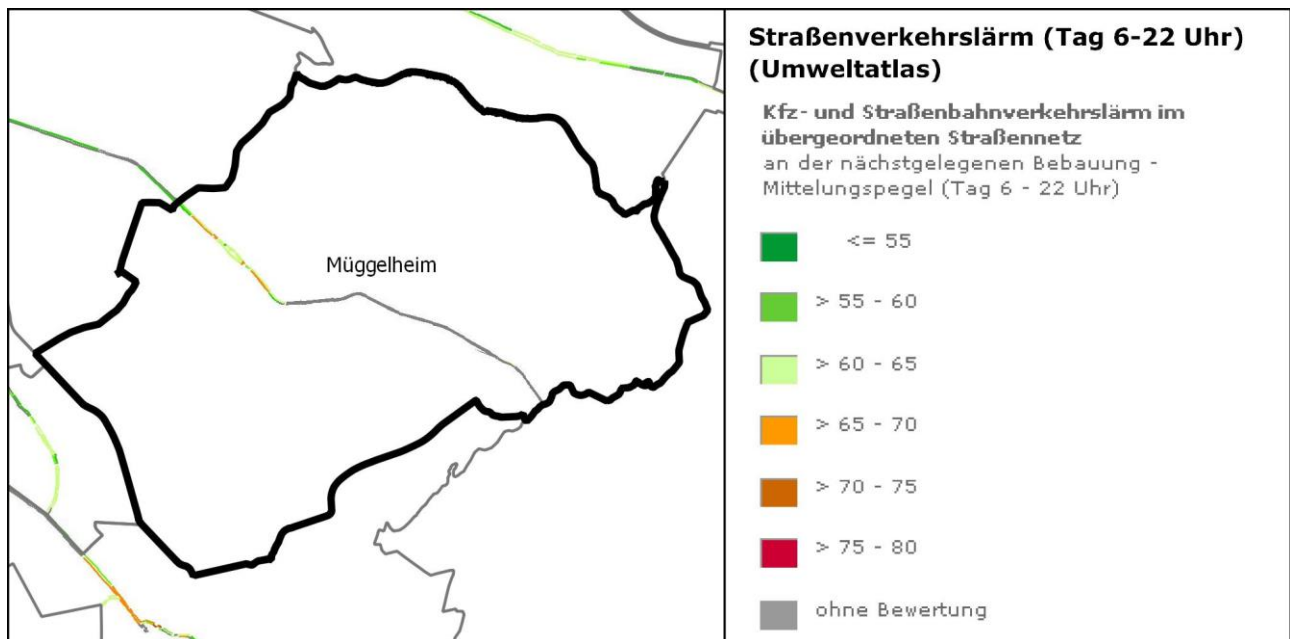 Müggelheim
Straßenverkehrslärm (Tag 6-22 Uhr)
(Umweltatlas)
Kfz- und Straßenbahnverkehrslärm im
übergeordneten Straßennetz
an der nächstgelegenen Bebauung -
Mittelungspegel (Tag 6 - 22 Uhr)
<= 55
> 55 - 60
> 60 - 65
> 65 - 70
> 70 - 75
> 75 - 80
ohne Bewertung